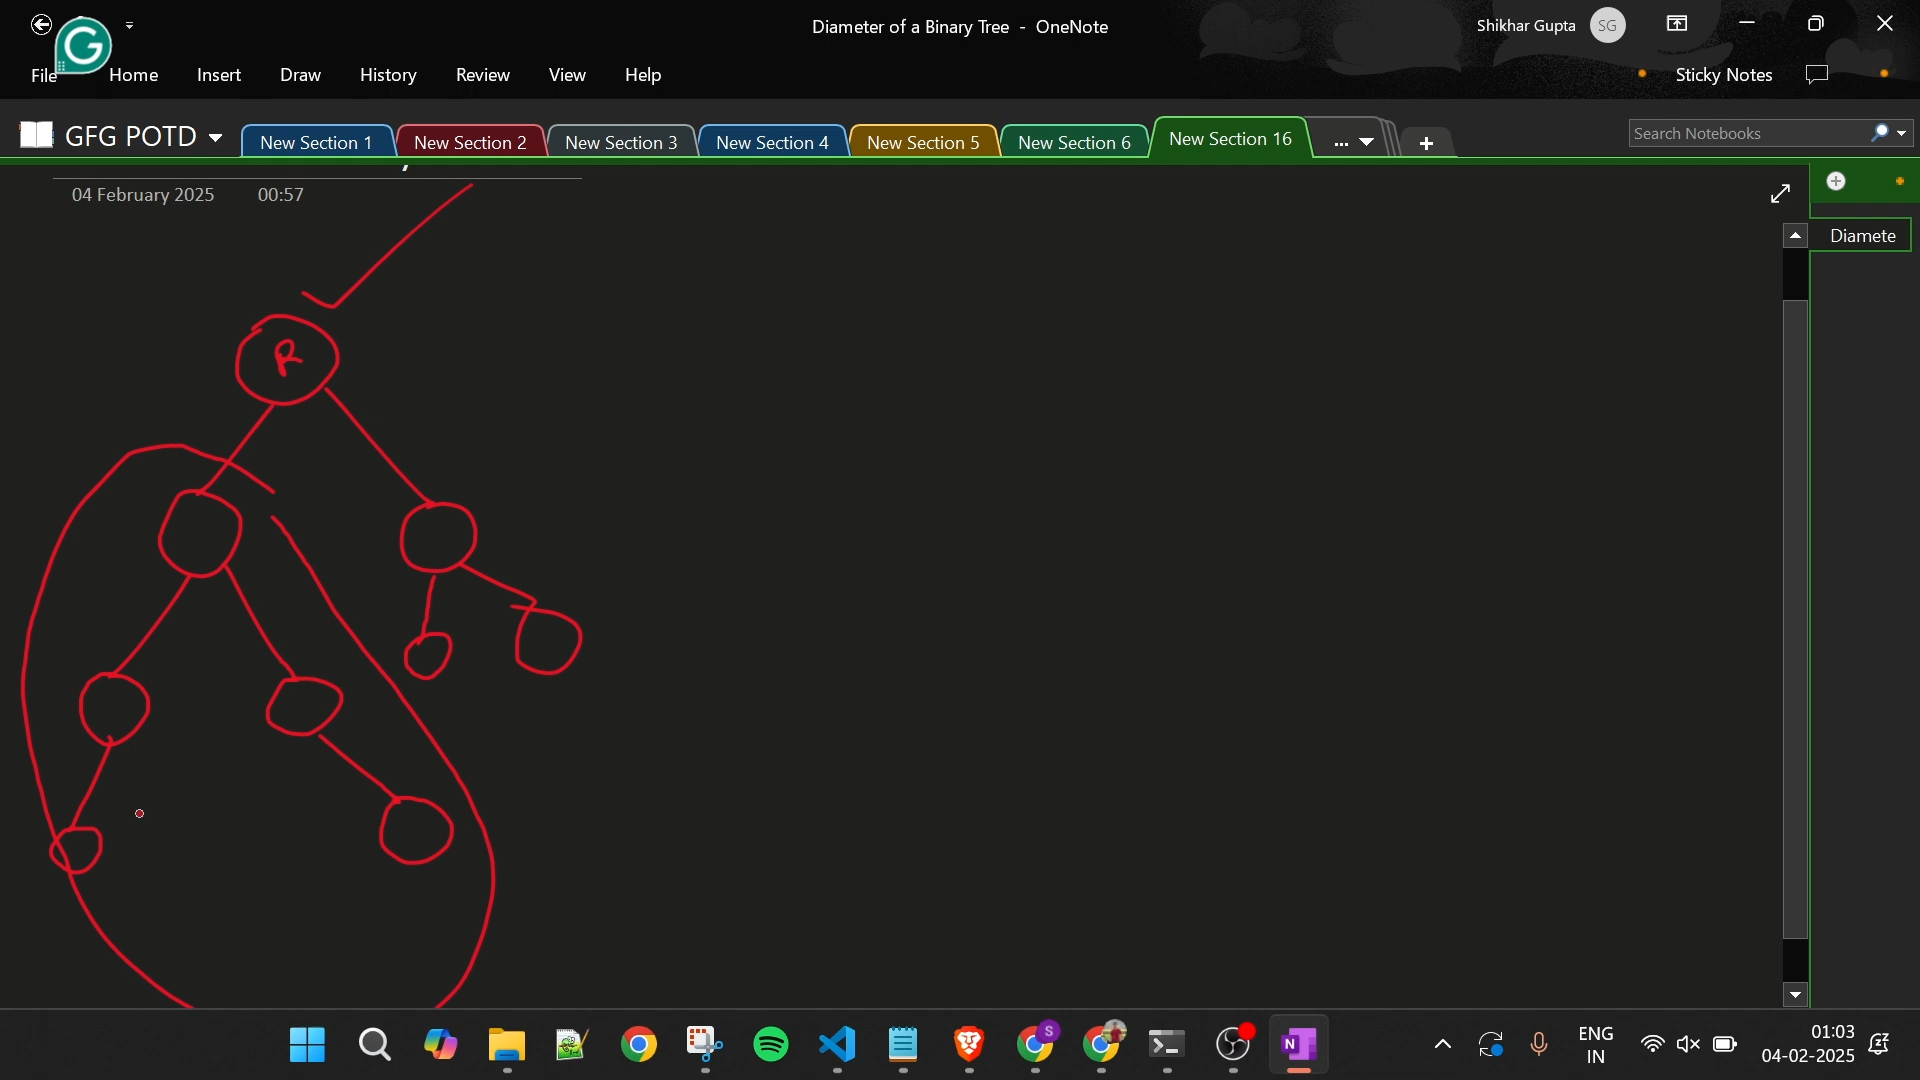 Diameter of a Binary Tree - OneNote
Shikhar Gupta SG
G
File Home Insert Draw History Review View Help
Sticky Notes
GFG POTD
New Section 1 New Section 2 New Section 3 New Section 4 New Section 5 New Section 6 New Section 16 ... +
Search Notebooks
04 February 2025 00:57
Diamete
R
S
N
ENG
IN
01:03
04-02-2025